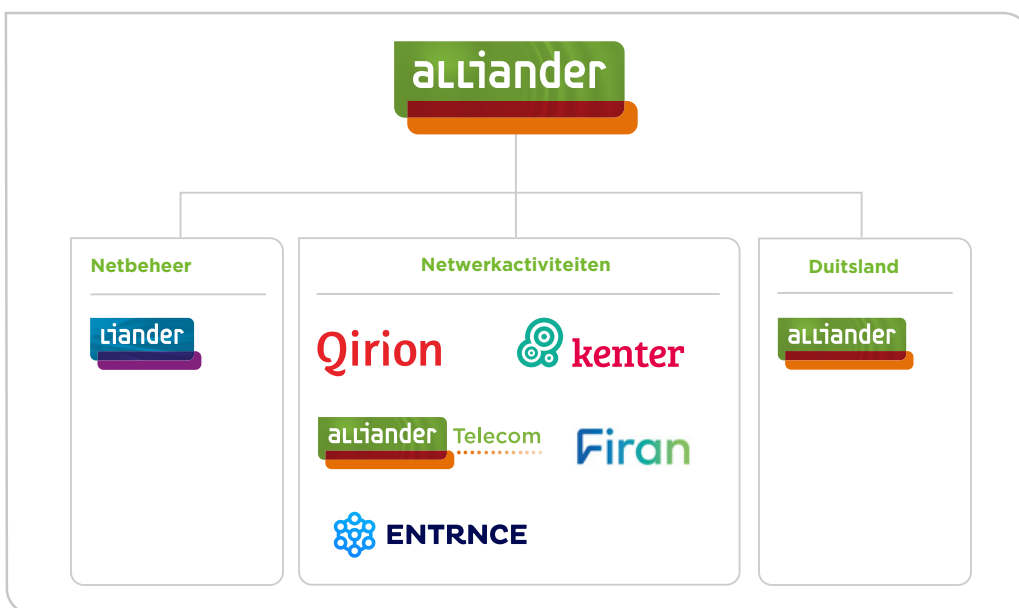 alliander
Netbeheer
Netwerkactiviteiten
Duitsland
Liander
Qirion
kenter
alliander
alliander Telecom
Firan
ENTRNCE